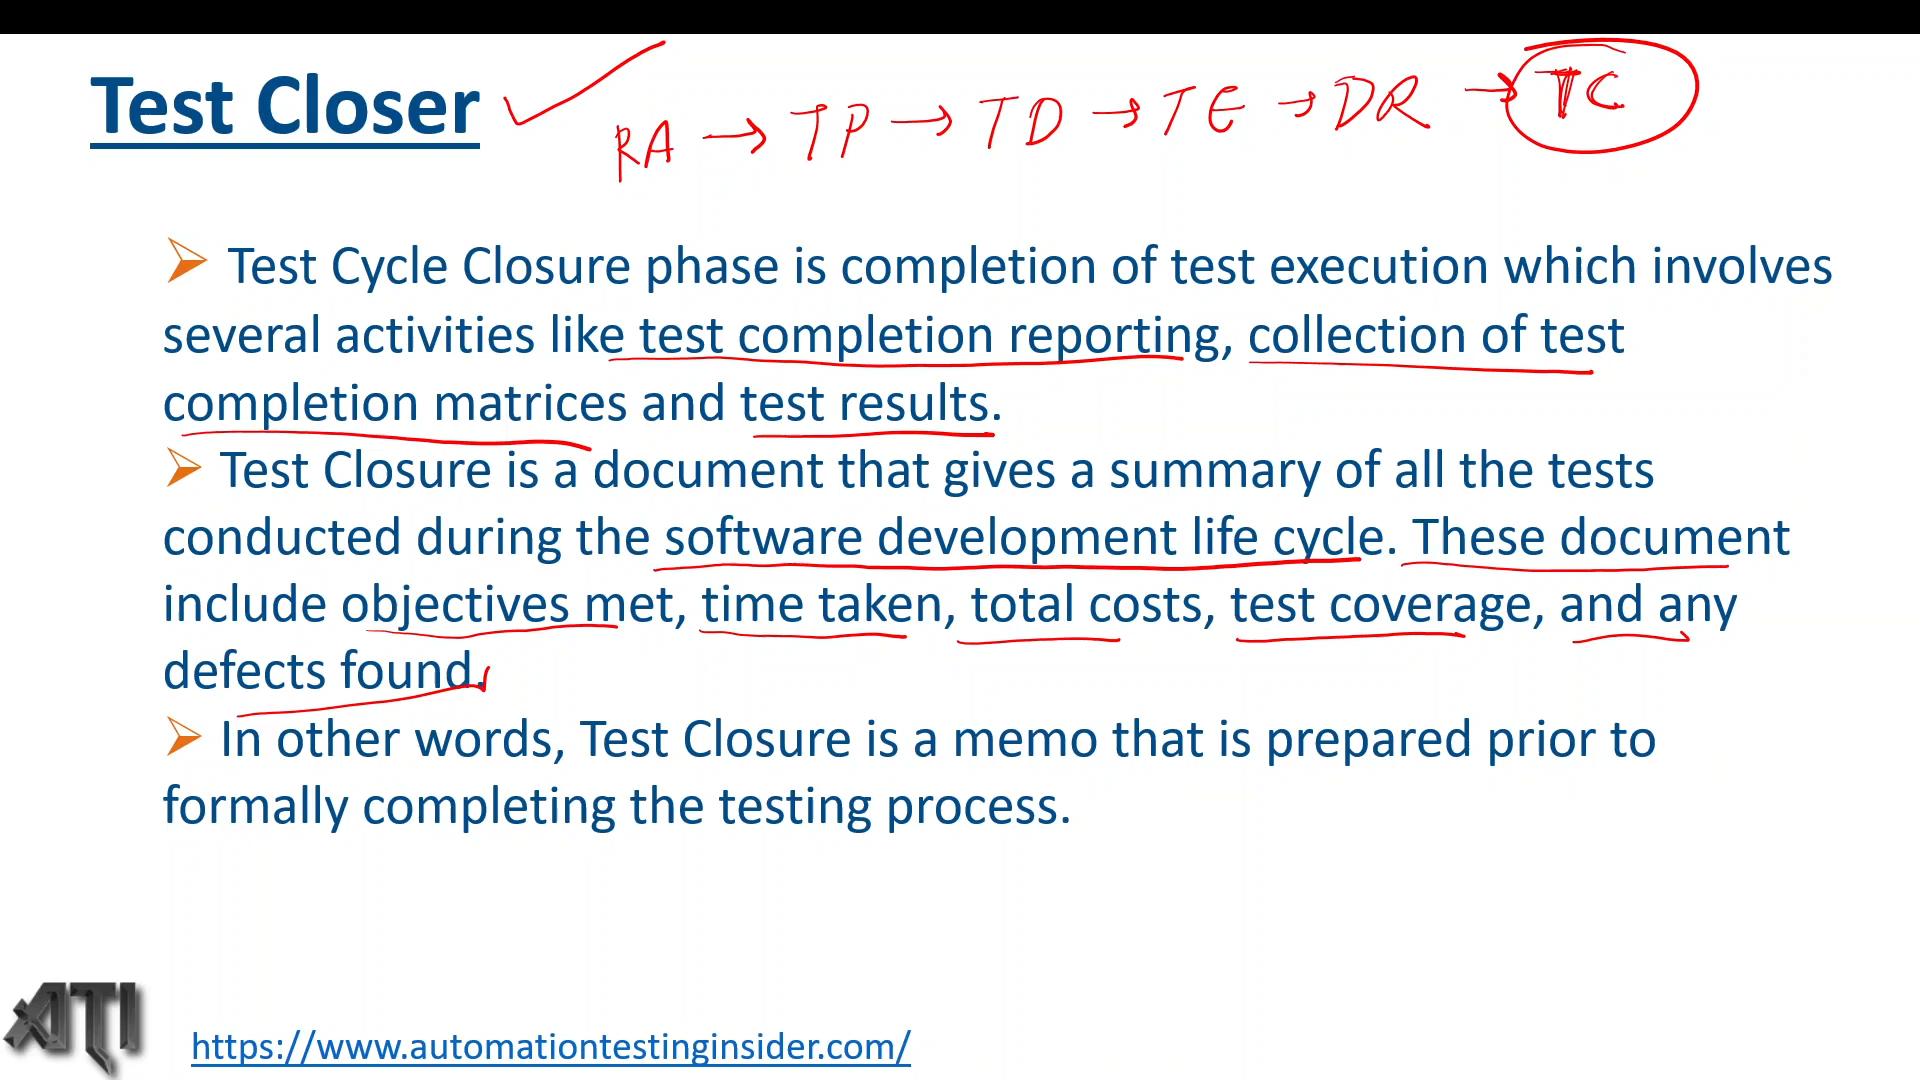 Test Closer
RA → TP → TD → TE → DR → TC
➢ Test Cycle Closure phase is completion of test execution which involves
several activities like test completion reporting, collection of test
completion matrices and test results.
➢ Test Closure is a document that gives a summary of all the tests
conducted during the software development life cycle. These document
include objectives met, time taken, total costs, test coverage, and any
defects found.
➢ In other words, Test Closure is a memo that is prepared prior to
formally completing the testing process.
ATI
https://www.automationtestinginsider.com/